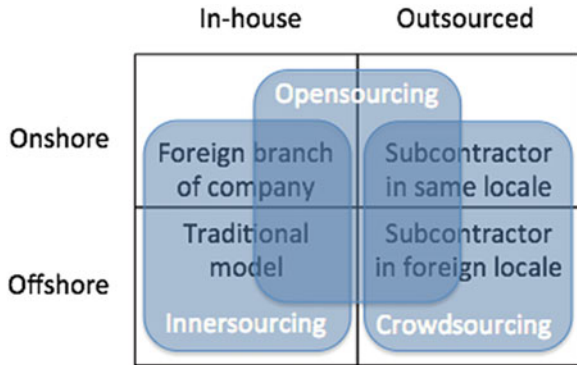 In-house Outsourced
Opensourcing
Onshore
Foreign branch
of company
Subcontractor
in same locale
Offshore
Traditional
model
Subcontractor
in foreign locale
Innersourcing
Crowdsourcing